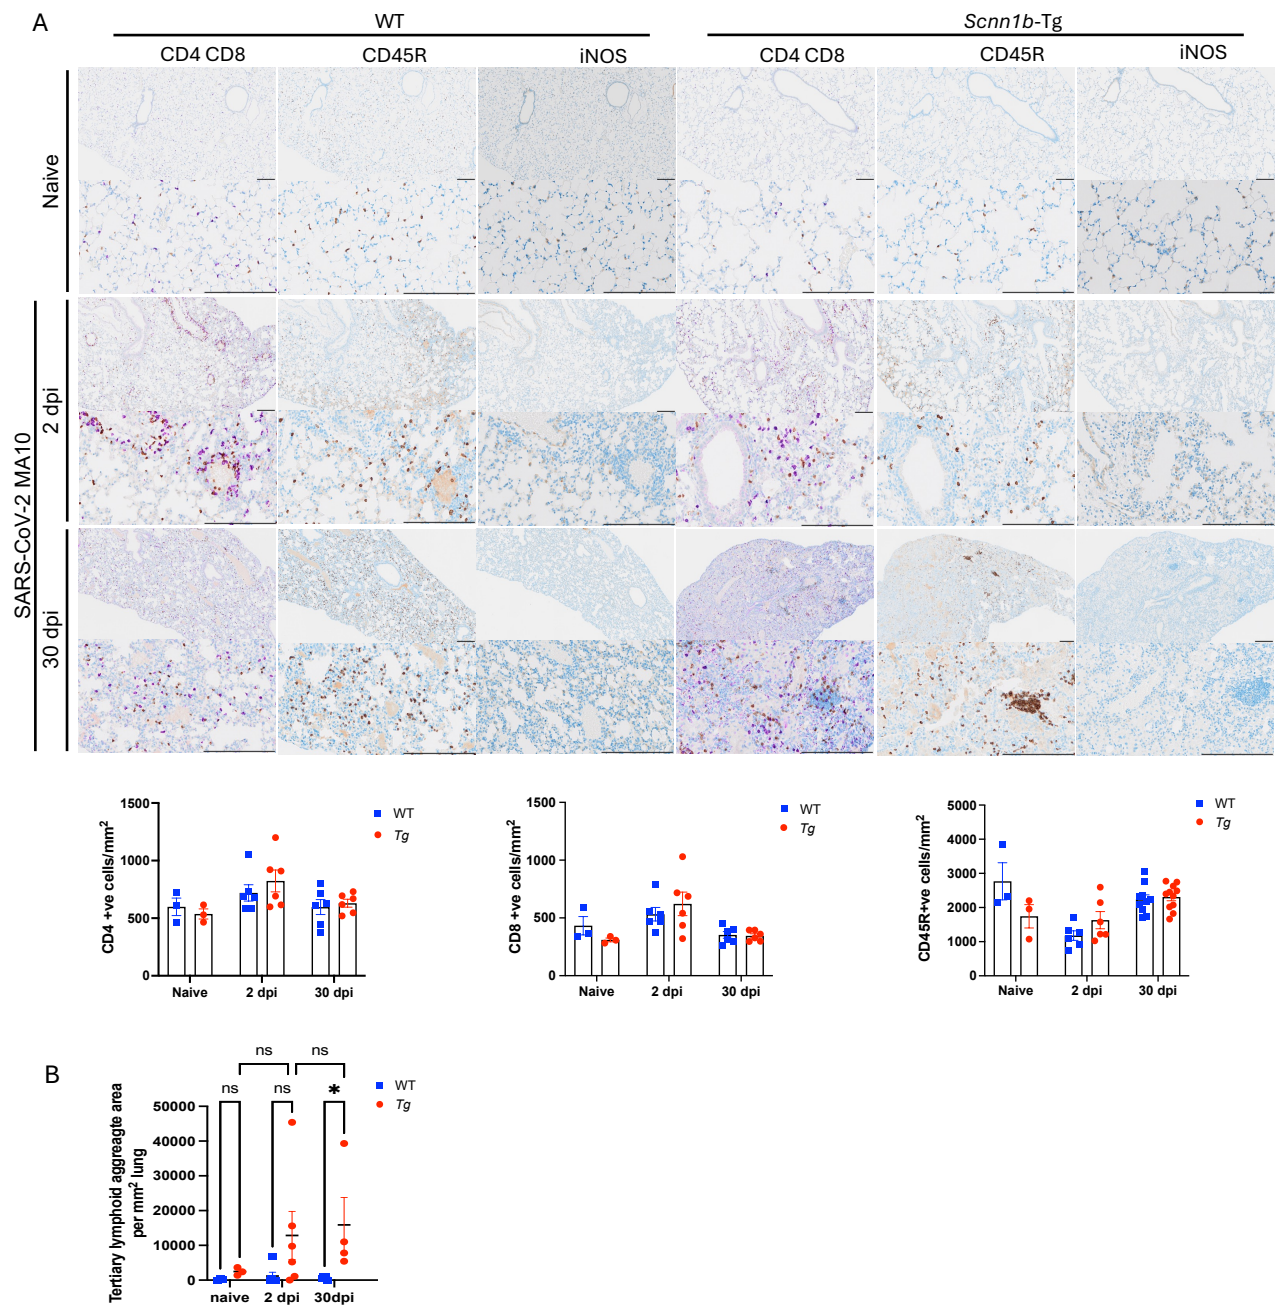 A
WT
Scnn1b-Tg
CD4 CD8
CD45R
iNOS
CD4 CD8
CD45R
iNOS
Naive
SARS-CoV-2 MA10
2 dpi
30 dpi
CD4 +ve cells/mm2
1500
1000
500
0
Naive
2 dpi
30 dpi
WT
Tg
CD8 +ve cells/mm2
1500
1000
500
0
Naive
2 dpi
30 dpi
WT
Tg
CD45R+ve cells/mm2
5000
4000
3000
2000
1000
0
Naive
2 dpi
30 dpi
WT
Tg
B
ns
ns
ns
ns
*
WT
Tg
Tertiary lymphoid aggreagte area
per mm2 lung
50000
40000
30000
20000
10000
0
naive
2 dpi
30dpi